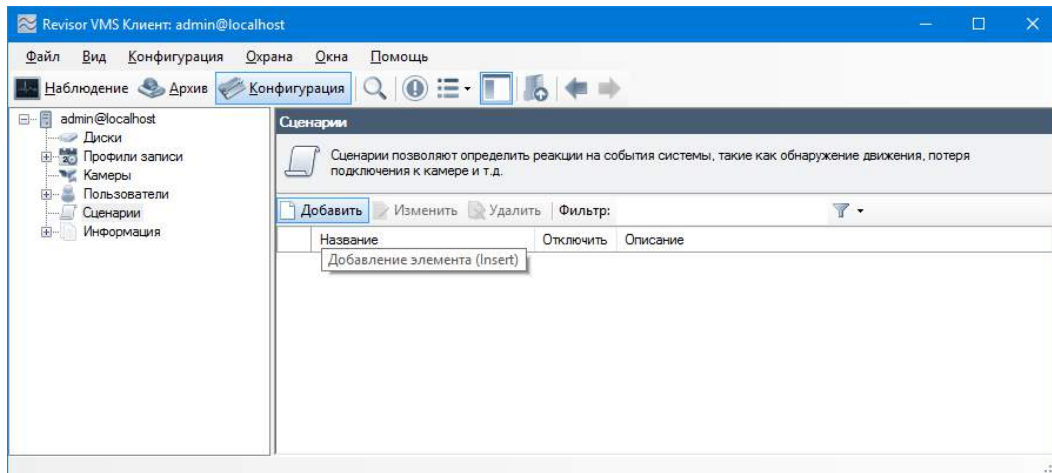 Revisor VMS Клиент: admin@localhost
Файл Вид Конфигурация Охрана Окна Помощь
Наблюдение Архив Конфигурация
admin@localhost
Диски
Профили записи
Камеры
Пользователи
Сценарии
Информация
Сценарии
Сценарии позволяют определить реакции на события системы, такие как обнаружение движения, потеря
подключения к камере и т.д.
Добавить Изменить Удалить Фильтр:
Название Отключить Описание
Добавление элемента (Insert)